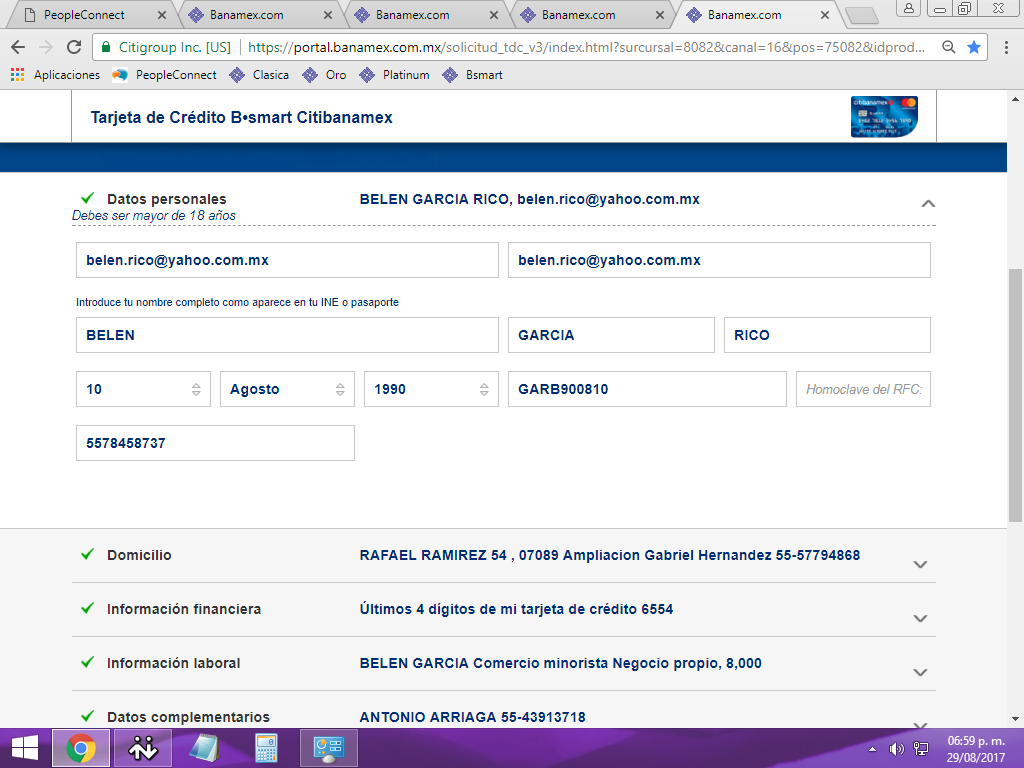 PeopleConnect Banamex.com Banamex.com Banamex.com Banamex.com
Citigroup Inc. [US] https://portal.banamex.com.mx/solicitud_tdc_v3/index.html?surcursal=8082&canal=16&pos=75082&idprod...
Aplicaciones PeopleConnect Clasica Oro Platinum Bsmart
Tarjeta de Crédito B•smart Citibanamex
citibanamex
Datos personales BELEN GARCIA RICO, belen.rico@yahoo.com.mx
Debes ser mayor de 18 años
belen.rico@yahoo.com.mx belen.rico@yahoo.com.mx
Introduce tu nombre completo como aparece en tu INE o pasaporte
BELEN GARCIA RICO
10 Agosto 1990 GARB900810 Homoclave del RFC:
5578458737
Domicilio RAFAEL RAMIREZ 54 , 07089 Ampliacion Gabriel Hernandez 55-57794868
Información financiera Últimos 4 dígitos de mi tarjeta de crédito 6554
Información laboral BELEN GARCIA Comercio minorista Negocio propio, 8,000
Datos complementarios ANTONIO ARRIAGA 55-43913718
06:59 p. m.
29/08/2017